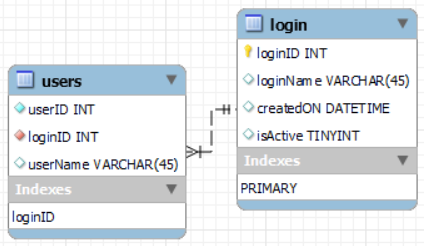 login
loginID INT
loginName VARCHAR(45)
createdON DATETIME
isActive TINYINT
Indexes
PRIMARY
users
userID INT
loginID INT
userName VARCHAR(45)
Indexes
loginID